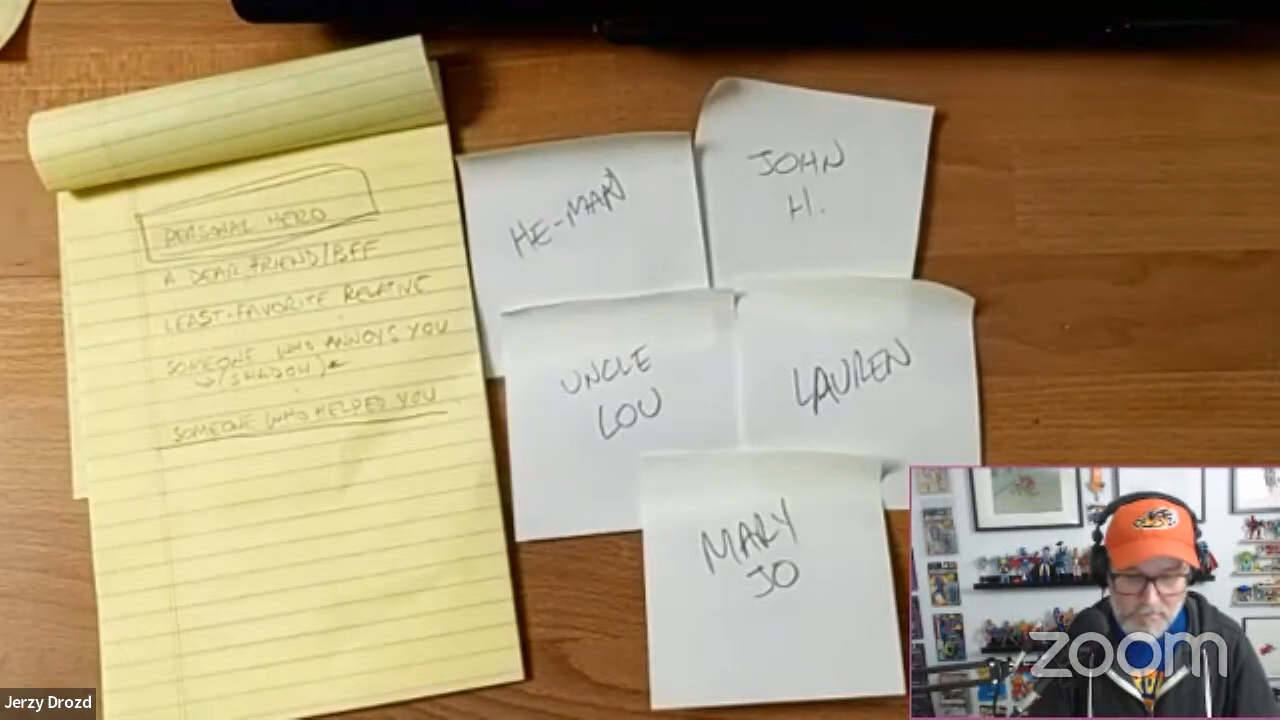 PERSONAL HERO
A DEAR FRIEND/BFF
LEAST-FAVORITE RELATIVE
SOMEONE WHO ANNOYS YOU
(SHADOW)
SOMEONE WHO HELPED YOU
HE-MAN
JOHN
H.
UNCLE
LOU
LAUREN
MARY
JO
zoom
Jerzy Drozd